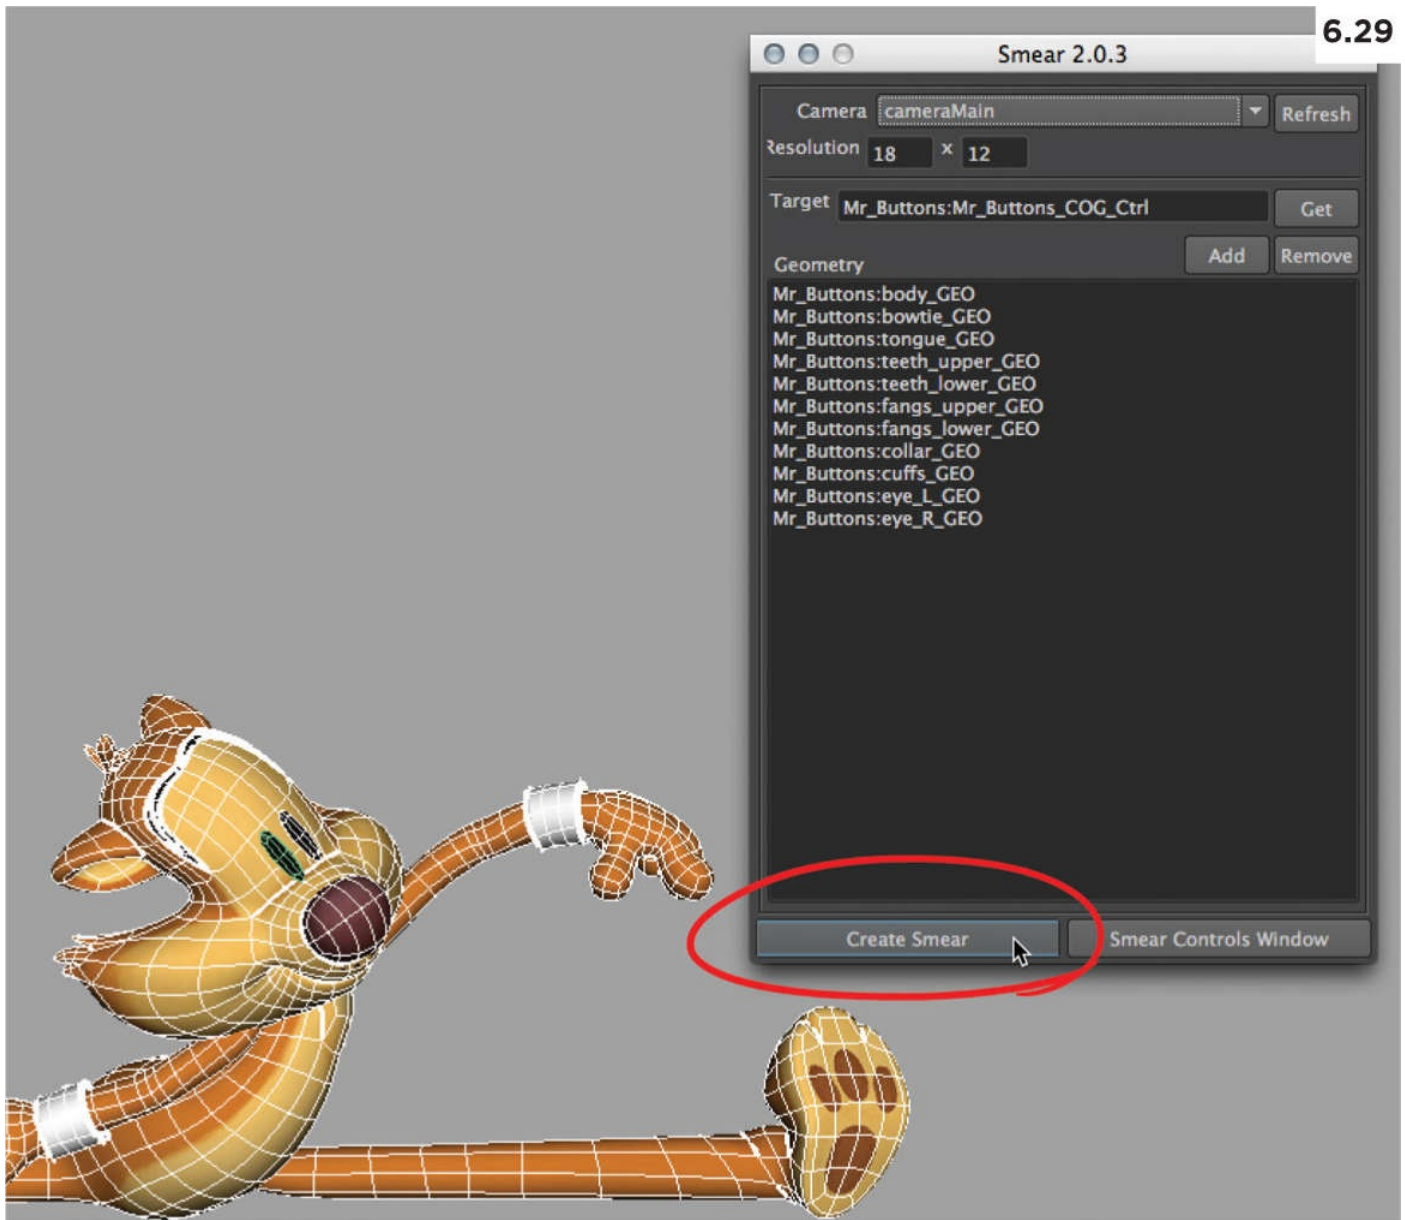 6.29
Smear 2.0.3
Camera cameraMain Refresh
Resolution 18 x 12
Target Mr_Buttons:Mr_Buttons_COG_Ctrl Get
Geometry Add Remove
Mr_Buttons:body_GEO
Mr_Buttons:bowtie_GEO
Mr_Buttons:tongue_GEO
Mr_Buttons:teeth_upper_GEO
Mr_Buttons:teeth_lower_GEO
Mr_Buttons:fangs_upper_GEO
Mr_Buttons:fangs_lower_GEO
Mr_Buttons:collar_GEO
Mr_Buttons:cuffs_GEO
Mr_Buttons:eye_L_GEO
Mr_Buttons:eye_R_GEO
Create Smear Smear Controls Window